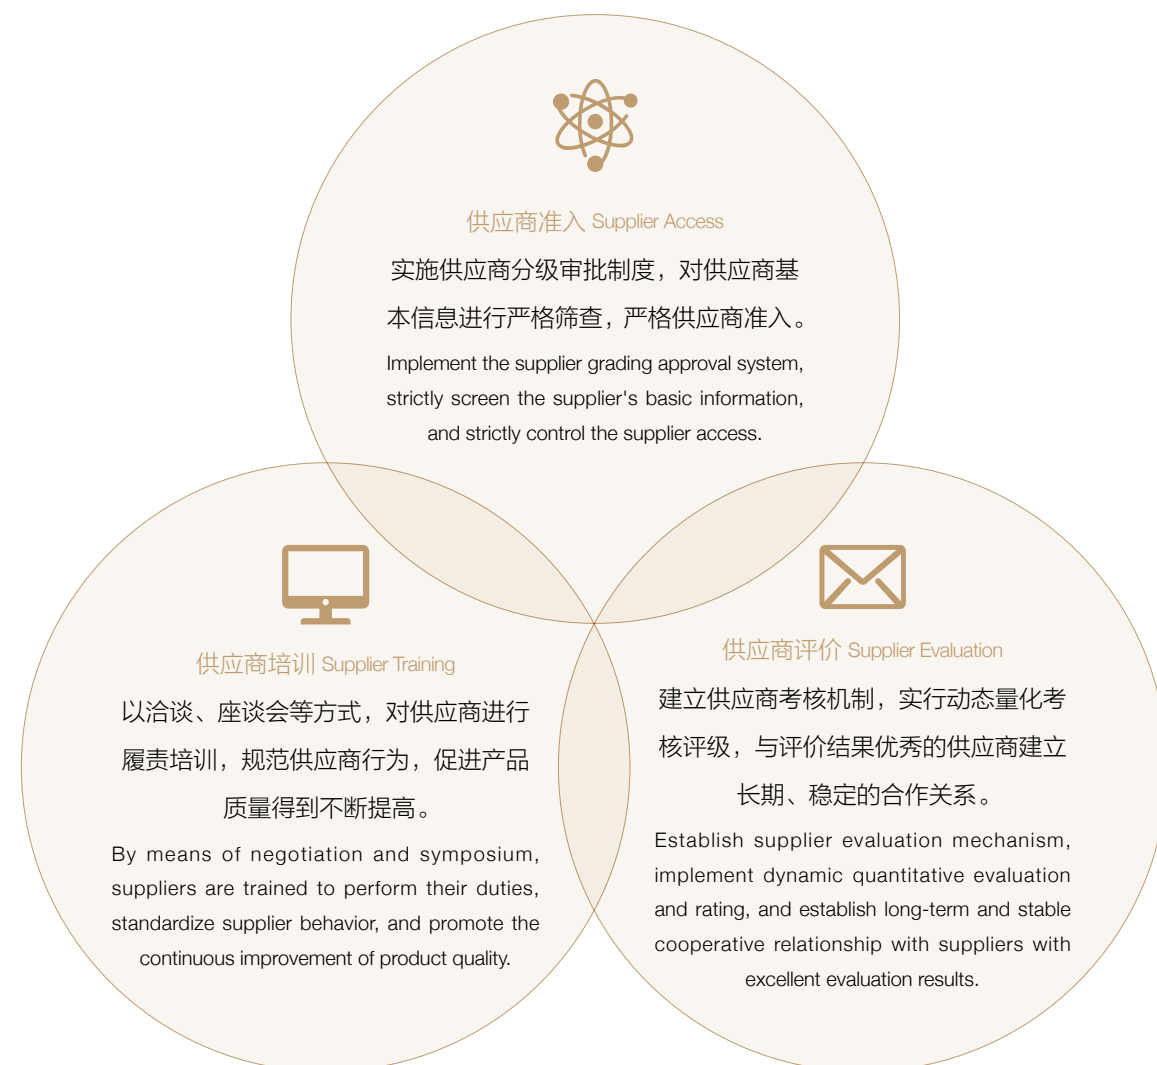 供应商准入 Supplier Access
实施供应商分级审批制度，对供应商基
本信息进行严格筛查，严格供应商准入。
Implement the supplier grading approval system,
strictly screen the supplier's basic information,
and strictly control the supplier access.
供应商培训 Supplier Training
以洽谈、座谈会等方式，对供应商进行
履责培训，规范供应商行为，促进产品
质量得到不断提高。
By means of negotiation and symposium,
suppliers are trained to perform their duties,
standardize supplier behavior, and promote the
continuous improvement of product quality.
供应商评价 Supplier Evaluation
建立供应商考核机制，实行动态量化考
核评级，与评价结果优秀的供应商建立
长期、稳定的合作关系。
Establish supplier evaluation mechanism,
implement dynamic quantitative evaluation
and rating, and establish long-term and stable
cooperative relationship with suppliers with
excellent evaluation results.